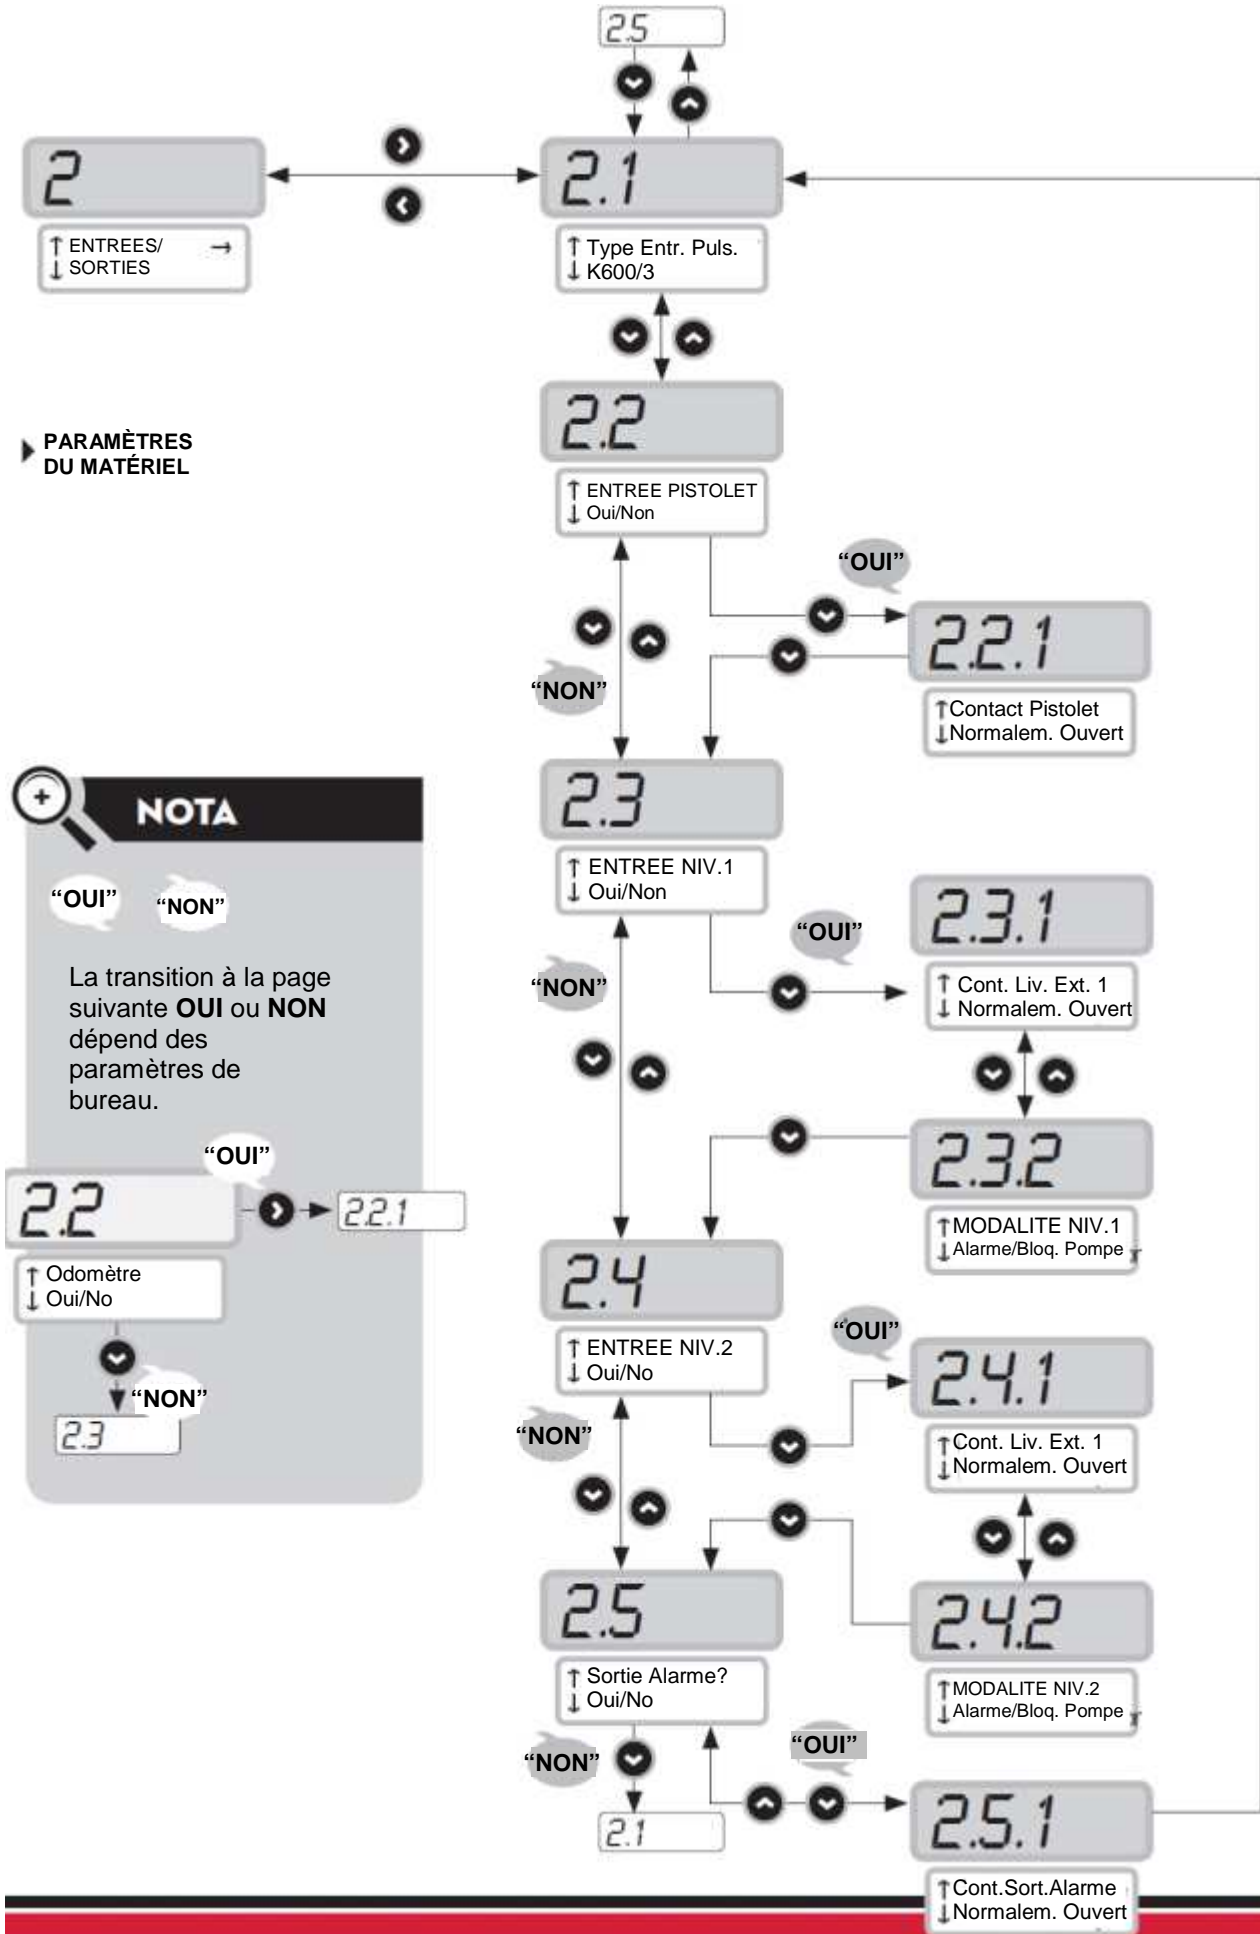 2.5
2
2.1
↑ ENTREES/ →
↓ SORTIES
↑ Type Entr. Puls.
↓ K600/3
2.2
PARAMÈTRES
DU MATÉRIEL
↑ ENTREE PISTOLET
↓ Oui/Non
“OUI”
2.2.1
“NON”
↑Contact Pistolet
↓Normalem. Ouvert
2.3
↑ ENTREE NIV.1
↓ Oui/Non
“OUI”
2.3.1
“NON”
↑ Cont. Liv. Ext. 1
↓ Normalem. Ouvert
2.3.2
↑MODALITE NIV.1
↓Alarme/Bloq. Pompe
2.4
↑ ENTREE NIV.2
↓ Oui/No
“OUI”
2.4.1
“NON”
↑Cont. Liv. Ext. 1
↓Normalem. Ouvert
2.4.2
↑MODALITE NIV.2
↓Alarme/Bloq. Pompe
2.5
↑ Sortie Alarme?
↓ Oui/No
“NON”
“OUI”
2.1
2.5.1
↑Cont.Sort.Alarme
↓Normalem. Ouvert
NOTA
“OUI” “NON”
La transition à la page
suivante OUI ou NON
dépend des
paramètres de
bureau.
“OUI”
2.2
2.2.1
↑ Odomètre
↓ Oui/No
“NON”
2.3